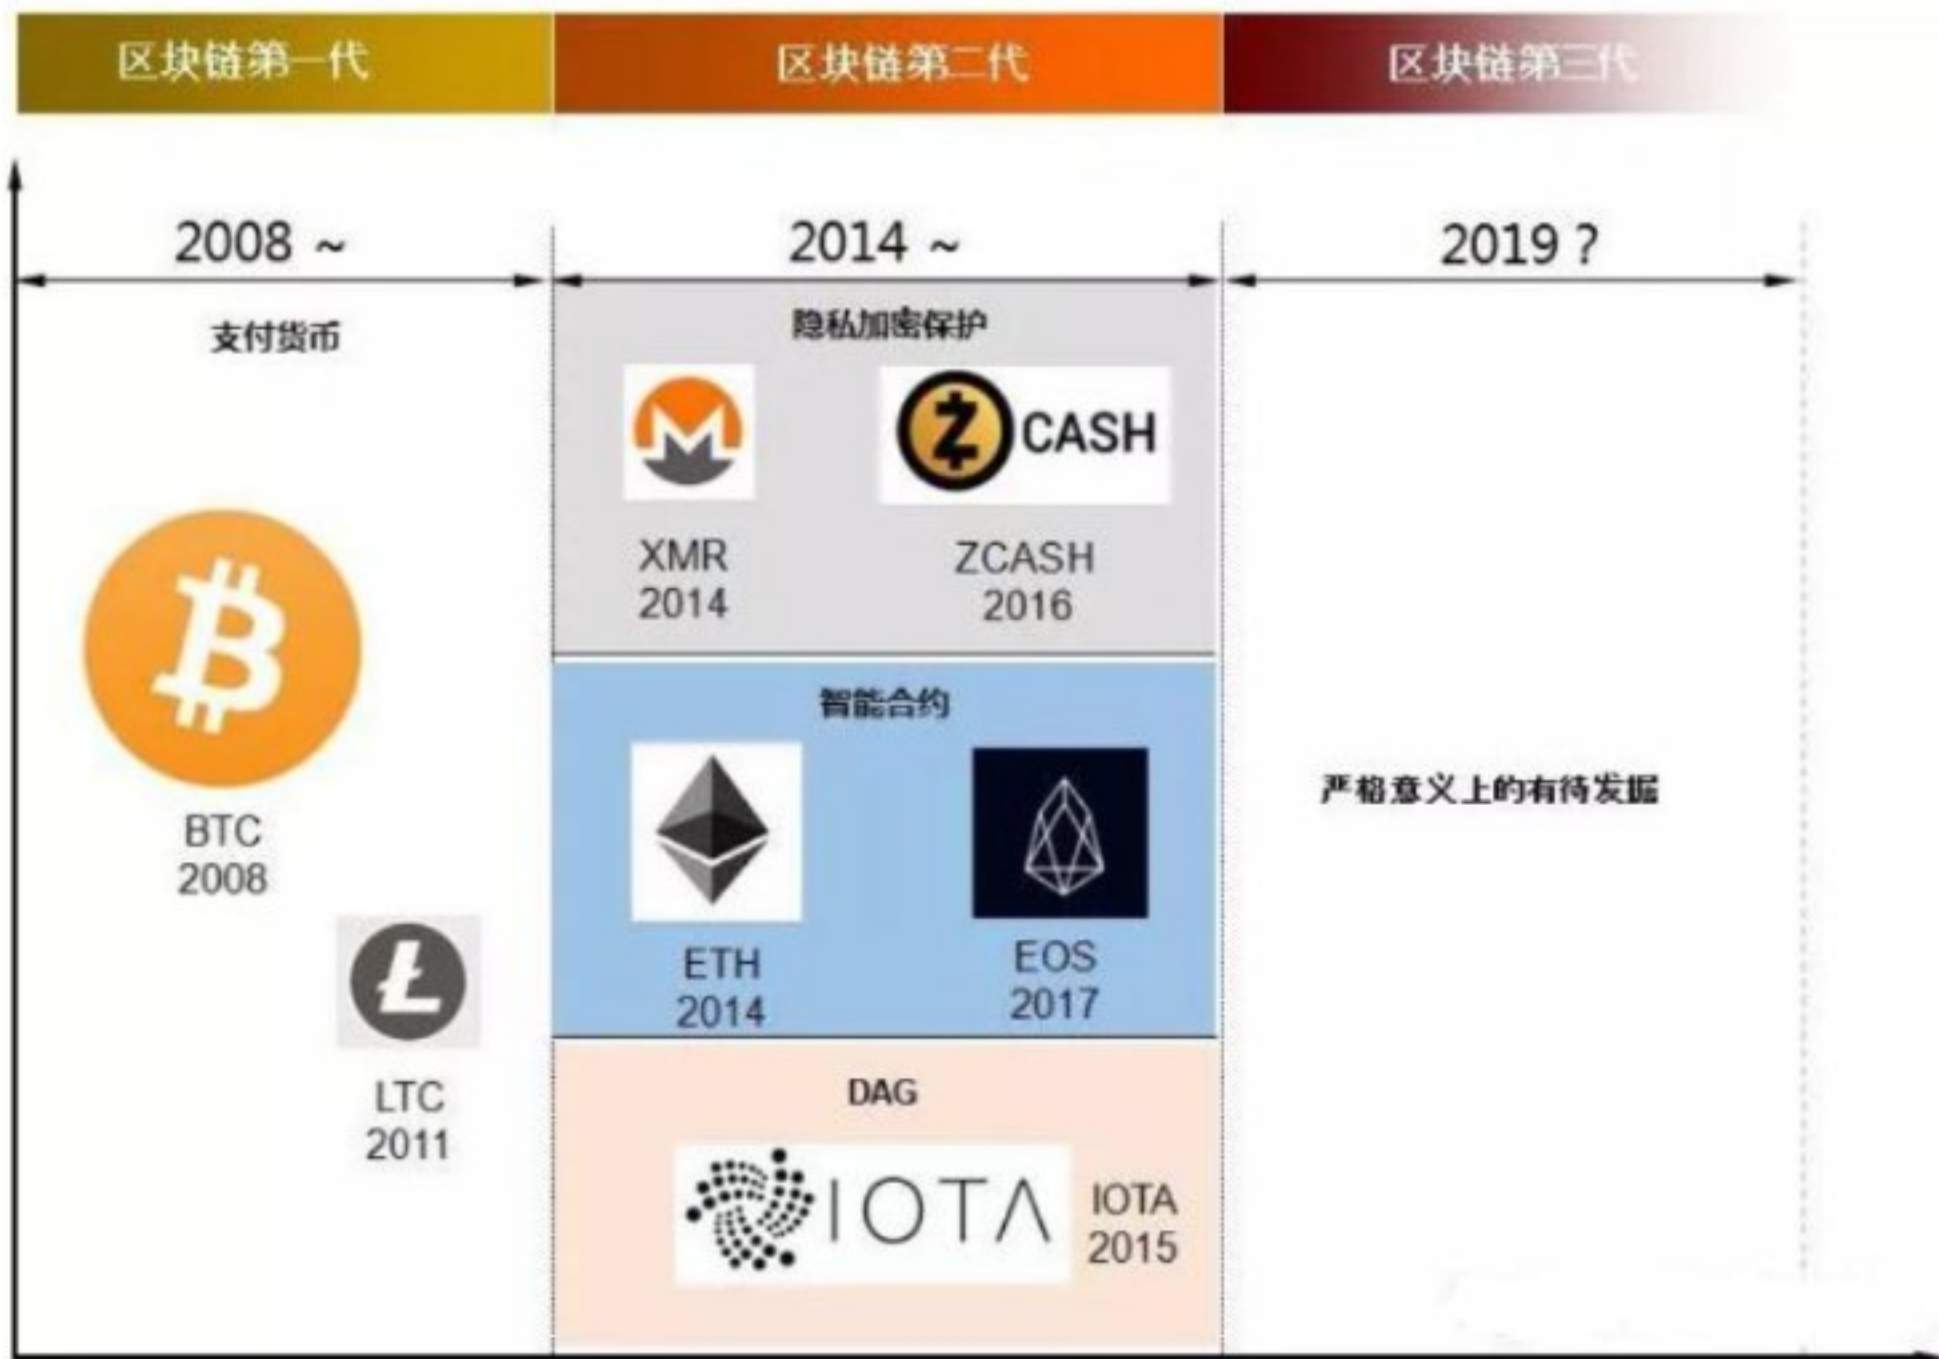 区块链第一代
区块链第二代
区块链第三代
2008 ~
2014 ~
2019 ?
支付货币
BTC
2008
LTC
2011
隐私加密保护
CASH
XMR
2014
ZCASH
2016
智能合约
ETH
2014
EOS
2017
DAG
IOTA
IOTA
2015
严格意义上的有待发掘